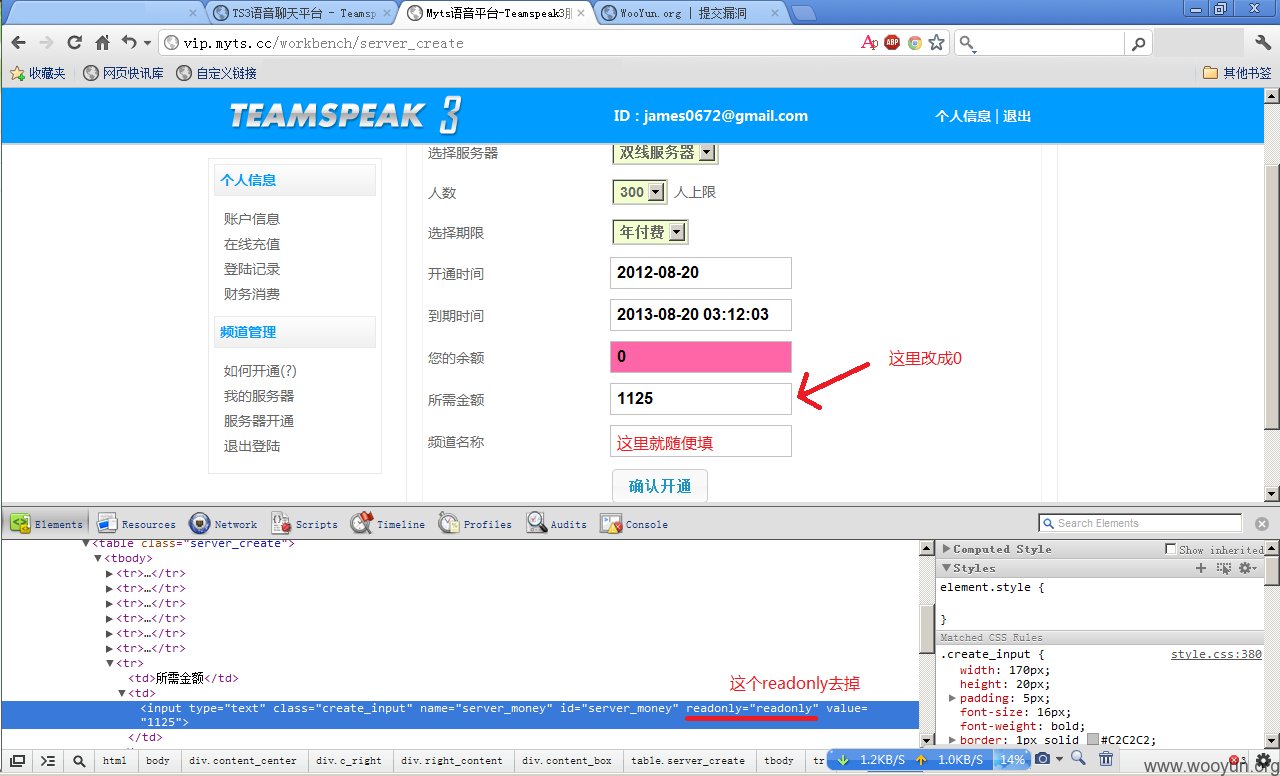 TS3语音聊天平台 - Teamsp
Myts语音平台-Teamspeak3服
WooYun.org | 提交漏洞
vip.myts.cc/workbench/server_create
收藏夹 网页快讯库 自定义链接 其他书签
TEAMSPEAK 3
ID：james0672@gmail.com
个人信息 | 退出
个人信息
账户信息
在线充值
登陆记录
财务消费
频道管理
如何开通(?)
我的服务器
服务器开通
退出登陆
选择服务器 双线服务器
人数 300 人上限
选择期限 年付费
开通时间 2012-08-20
到期时间 2013-08-20 03:12:03
您的余额 0
这里改成0
所需金额 1125
频道名称 这里就随便填
确认开通
Elements Resources Network Scripts Timeline Profiles Audits Console Search Elements
▼<table class="server_create">
▼<tbody>
▶<tr>…</tr>
▶<tr>…</tr>
▶<tr>…</tr>
▶<tr>…</tr>
▶<tr>…</tr>
▶<tr>…</tr>
▼<tr>
<td>所需金额</td>
▼<td>
这个readonly去掉
<input type="text" class="create_input" name="server_money" id="server_money" readonly="readonly" value=
"1125">
</td>
Computed Style Show inherited
Styles
element.style {
}
Matched CSS Rules
.create_input { style.css:380
width: 170px;
height: 20px;
padding: 5px;
font-size: 16px;
font-weight: bold;
border: 1px solid #C2C2C2;
html body div.contentcenter div.c_right div.right_content div.content_box table.server_create tbody tr
1.2KB/S 1.0KB/S 14%
www.wooyun.org